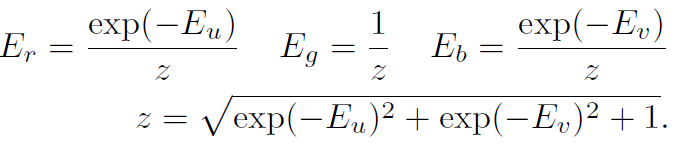 E_r = \frac{\exp(-E_u)}{z} \quad E_g = \frac{1}{z} \quad E_b = \frac{\exp(-E_v)}{z}
z = \sqrt{\exp(-E_u)^2 + \exp(-E_v)^2 + 1}.